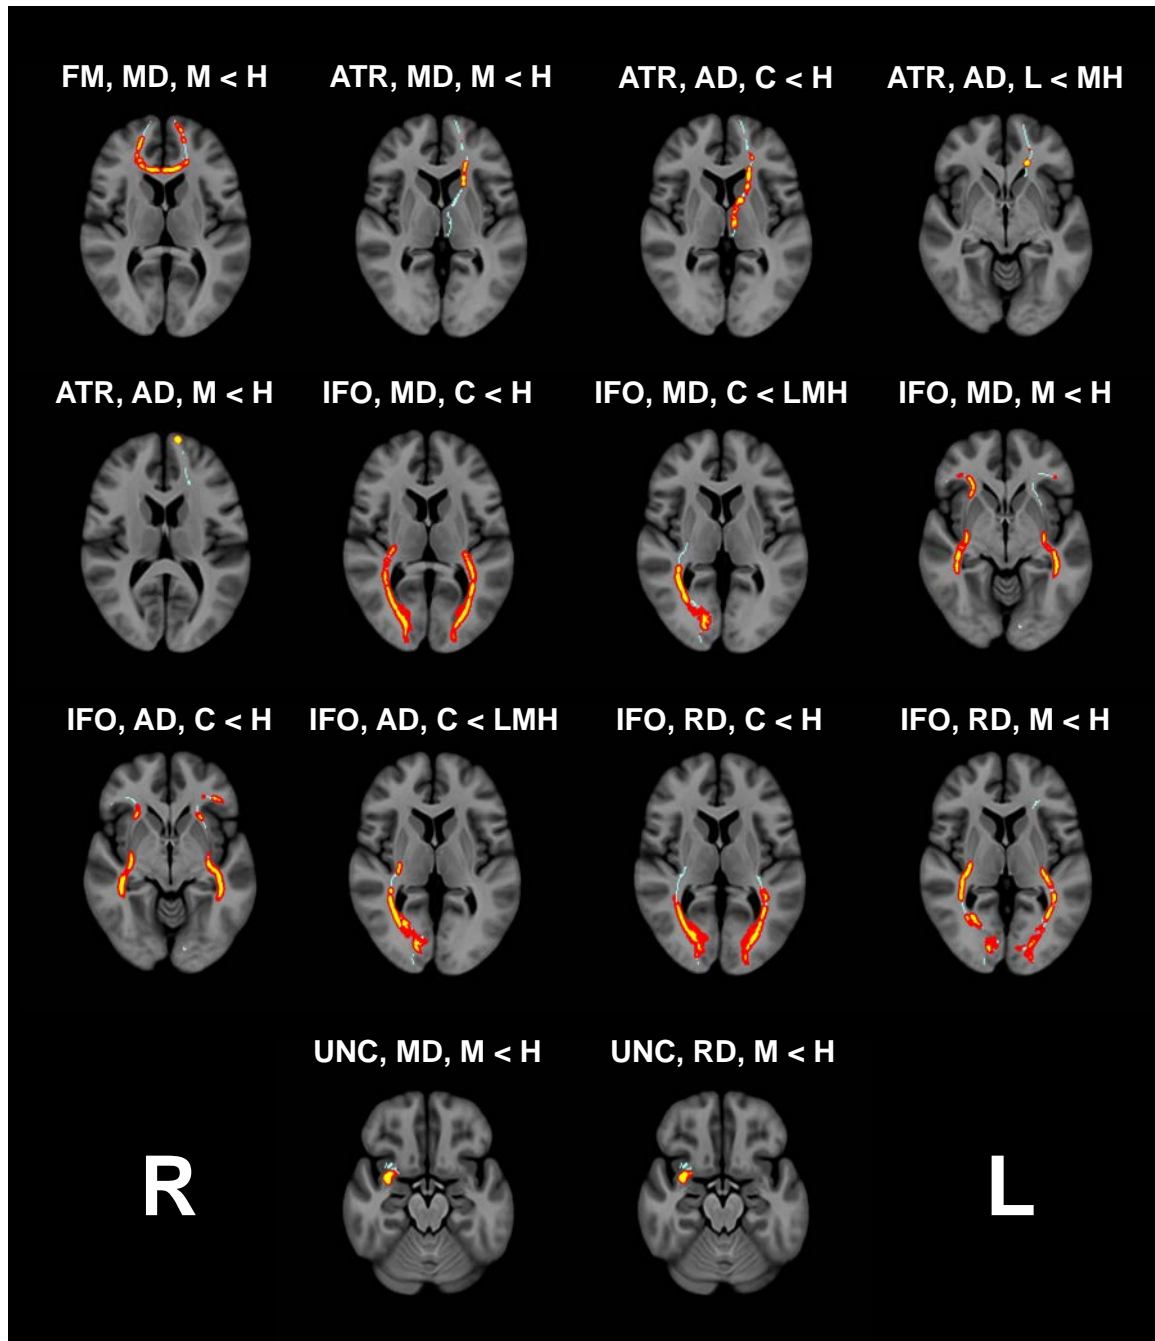 FM, MD, M < H
ATR, MD, M < H
ATR, AD, C < H
ATR, AD, L < MH
ATR, AD, M < H
IFO, MD, C < H
IFO, MD, C < LMH
IFO, MD, M < H
IFO, AD, C < H
IFO, AD, C < LMH
IFO, RD, C < H
IFO, RD, M < H
UNC, MD, M < H
UNC, RD, M < H
R
L